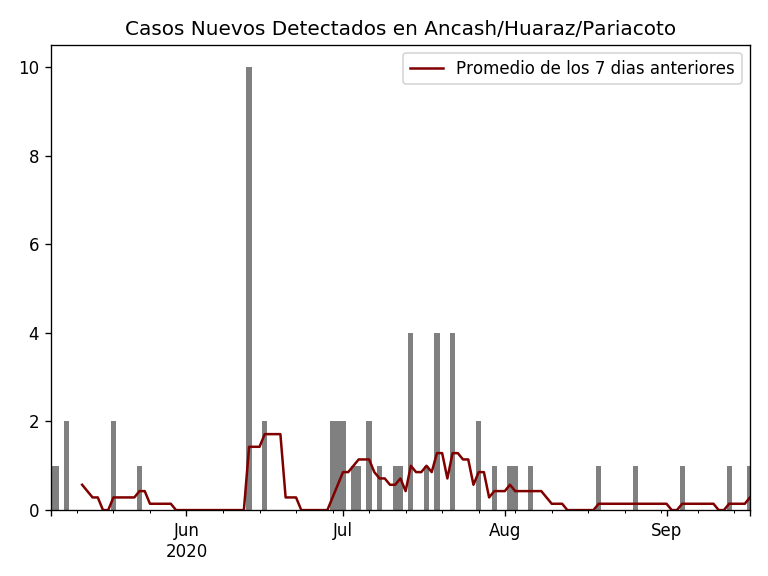 Casos Nuevos Detectados en Ancash/Huaraz/Pariacoto
Promedio de los 7 dias anteriores
10
8
6
4
2
0
Jun
2020
Jul
Aug
Sep